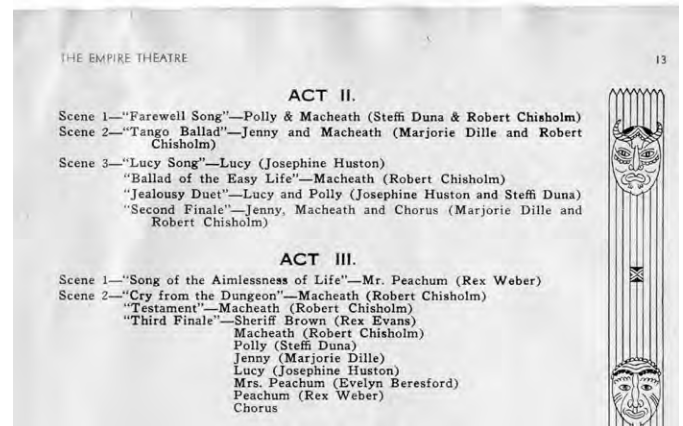 THE EMPIRE THEATRE 13
ACT II.
Scene 1—"Farewell Song"—Polly & Macheath (Steffi Duna & Robert Chisholm)
Scene 2—"Tango Ballad"—Jenny and Macheath (Marjorie Dille and Robert
Chisholm)
Scene 3—"Lucy Song"—Lucy (Josephine Huston)
"Ballad of the Easy Life"—Macheath (Robert Chisholm)
"Jealousy Duet"—Lucy and Polly (Josephine Huston and Steffi Duna)
"Second Finale"—Jenny, Macheath and Chorus (Marjorie Dille and
Robert Chisholm)
ACT III.
Scene 1—"Song of the Aimlessness of Life"—Mr. Peachum (Rex Weber)
Scene 2—"Cry from the Dungeon"—Macheath (Robert Chisholm)
"Testament"—Macheath (Robert Chisholm)
"Third Finale"—Sheriff Brown (Rex Evans)
Macheath (Robert Chisholm)
Polly (Steffi Duna)
Jenny (Marjorie Dille)
Lucy (Josephine Huston)
Mrs. Peachum (Evelyn Beresford)
Peachum (Rex Weber)
Chorus